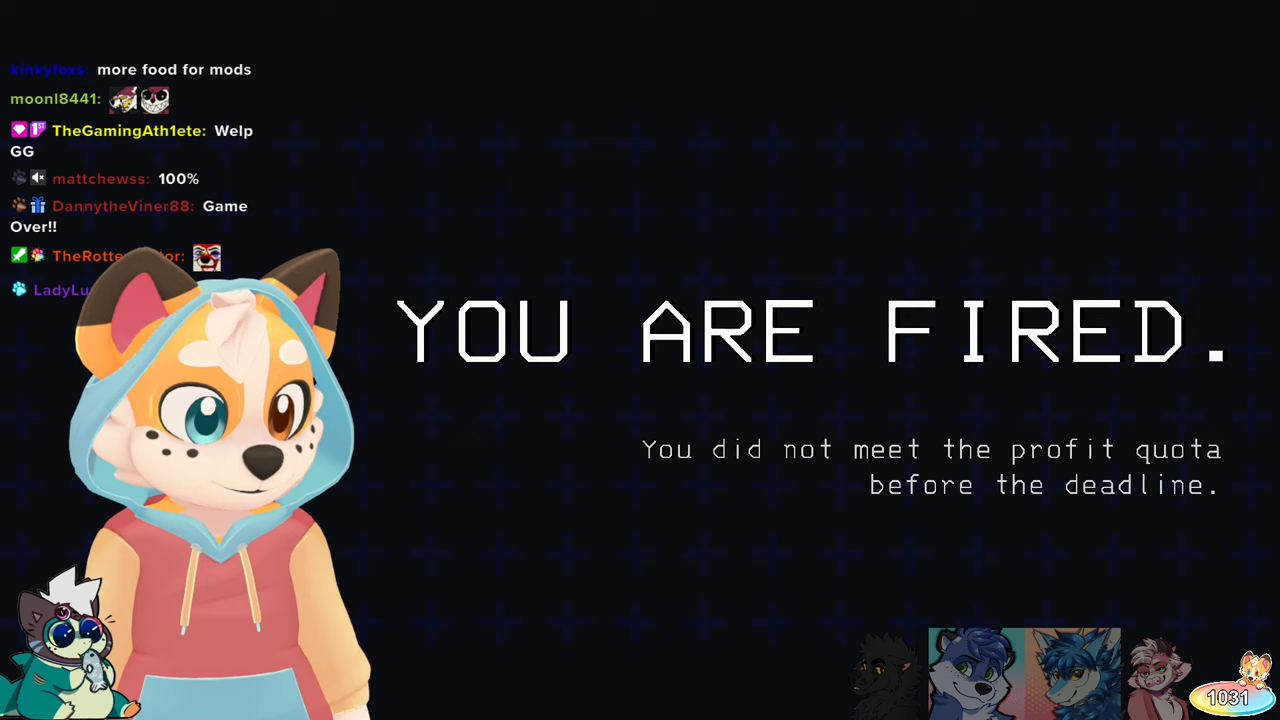 kinkyfoxs: more food for mods
moonl8441:
TheGamingAth1ete: Welp
GG
mattchewss: 100%
DannytheViner88: Game
Over!!
YOU ARE FIRED.
You did not meet the profit quota
before the deadline.
1031